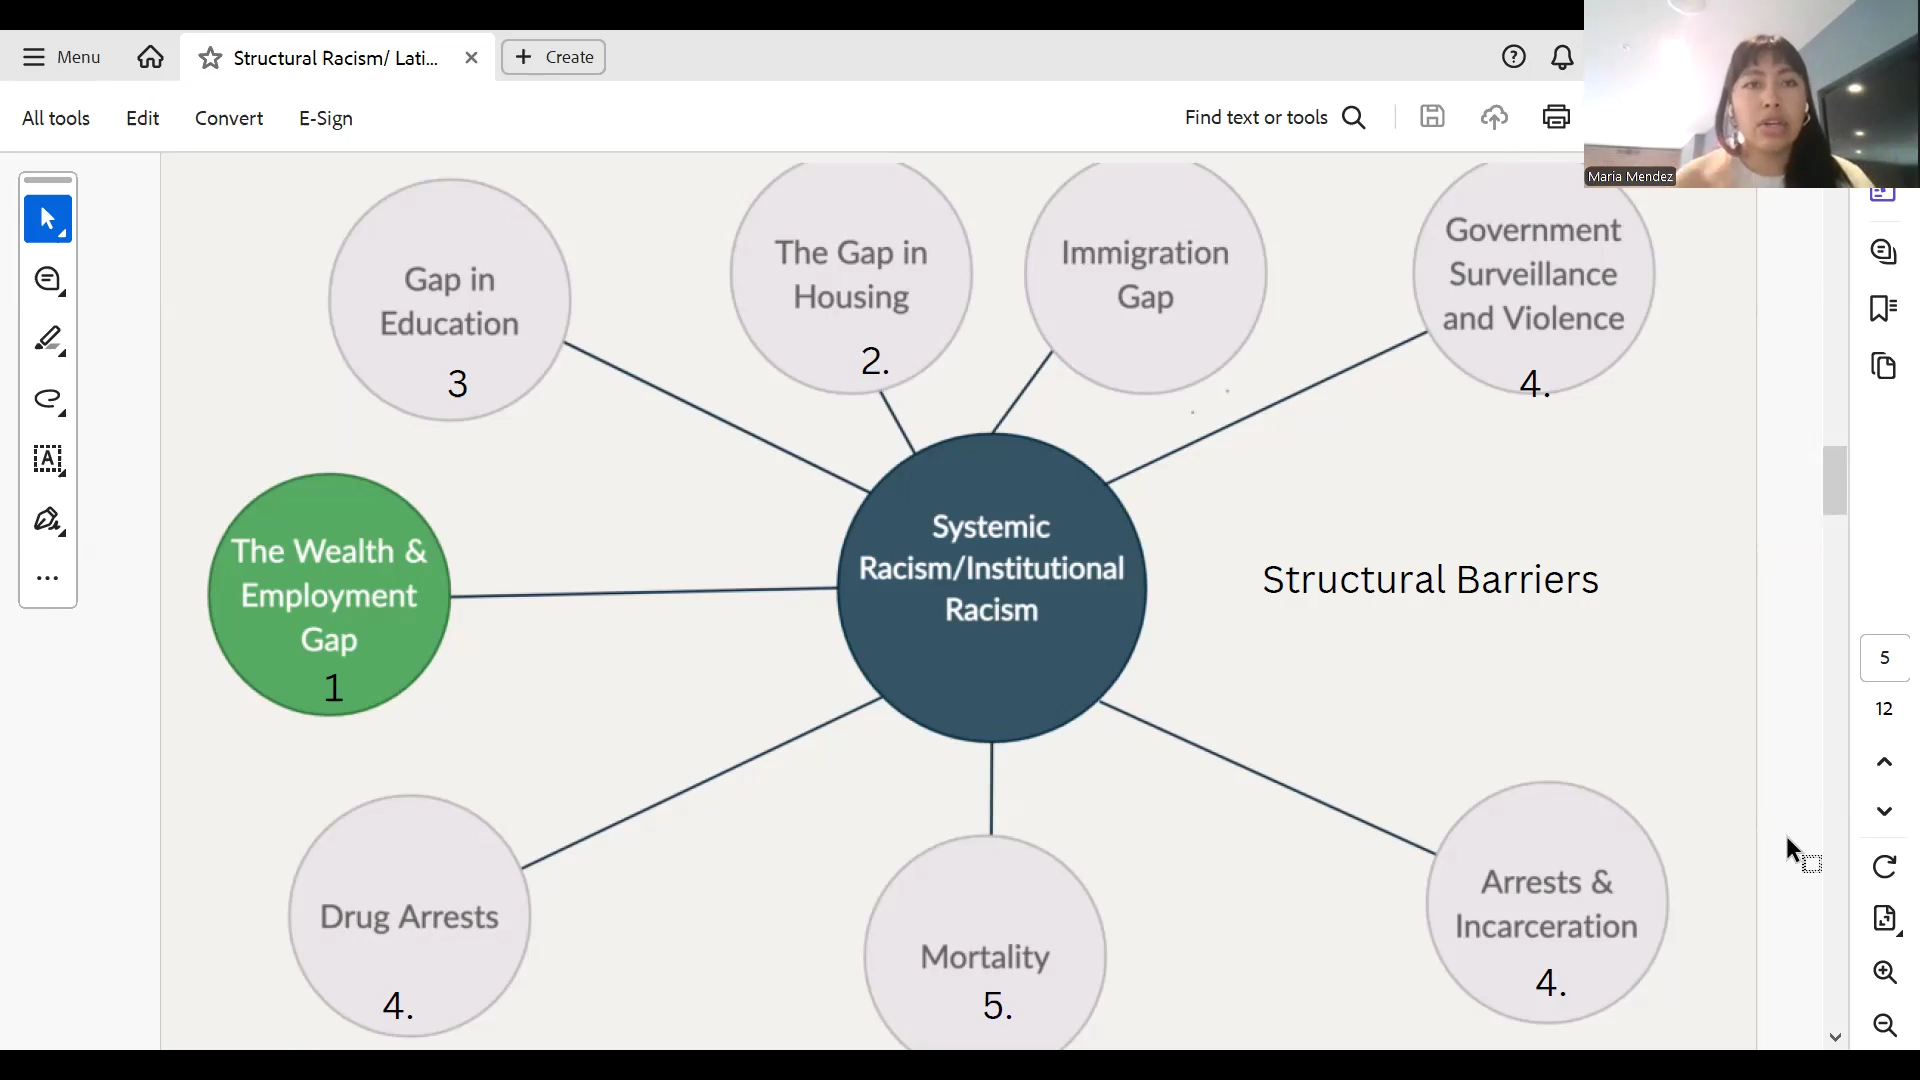 Menu
Structural Racism/ Lati...
Create
All tools
Edit
Convert
E-Sign
Find text or tools
Maria Mendez
Gap in
Education
3
The Gap in
Housing
2.
Immigration
Gap
Government
Surveillance
and Violence
4.
The Wealth &
Employment
Gap
1
Systemic
Racism/Institutional
Racism
Structural Barriers
Drug Arrests
4.
Mortality
5.
Arrests &
Incarceration
4.
5
12